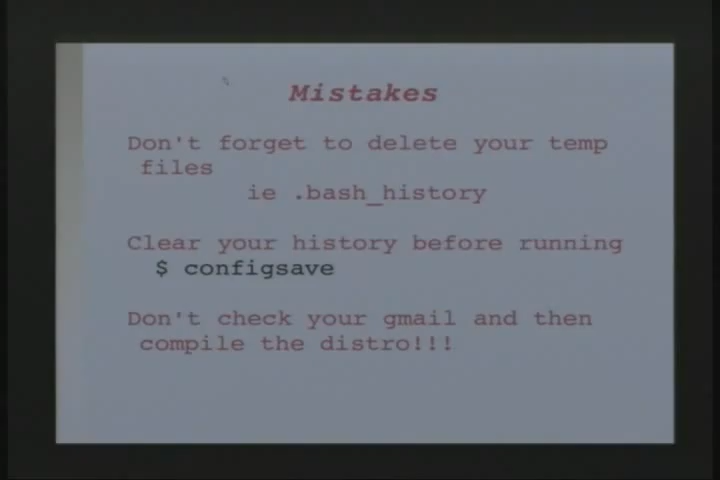 Mistakes
Don't forget to delete your temp
files
ie .bash_history
Clear your history before running
$ configsave
Don't check your gmail and then
compile the distro!!!